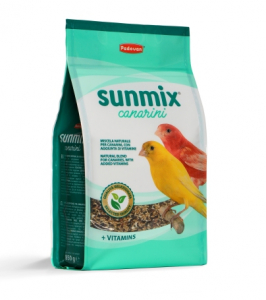 Padovan
sunmix
canarini
MISCELA NATURALE
PER CANARINI, CON
AGGIUNTA DI VITAMINE
NATURAL BLEND
FOR CANARIES, WITH
ADDED VITAMINS
+ VITAMINS
sunmix